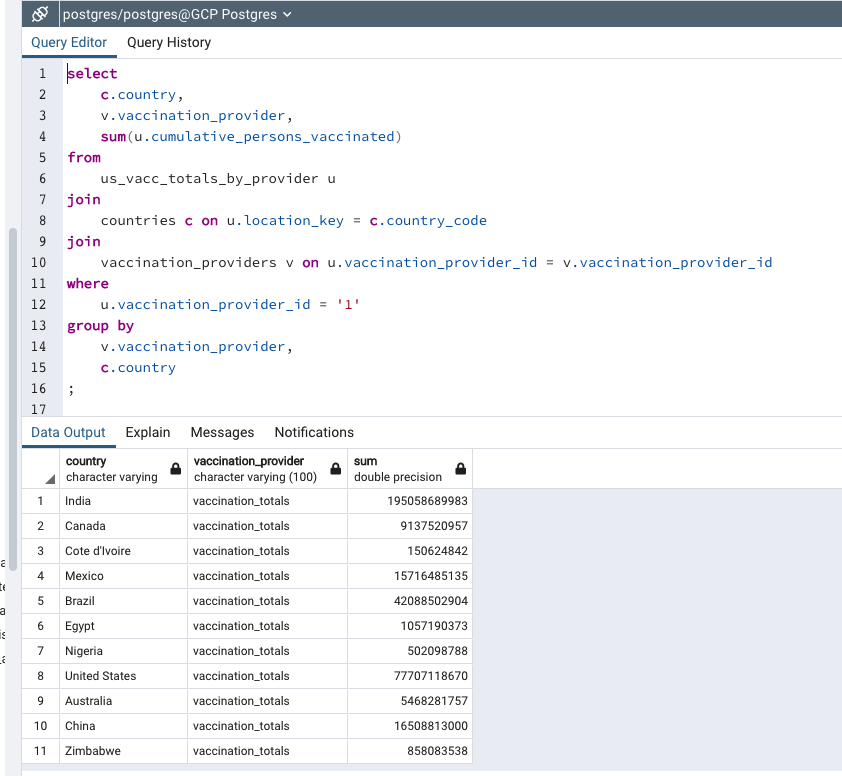 postgres/postgres@GCP Postgres
Query Editor Query History
1 select
2 c.country,
3 v.vaccination_provider,
4 sum(u.cumulative_persons_vaccinated)
5 from
6 us_vacc_totals_by_provider u
7 join
8 countries c on u.location_key = c.country_code
9 join
10 vaccination_providers v on u.vaccination_provider_id = v.vaccination_provider_id
11 where
12 u.vaccination_provider_id = '1'
13 group by
14 v.vaccination_provider,
15 c.country
16 ;
17
Data Output Explain Messages Notifications
country vaccination_provider sum
character varying character varying (100) double precision
1 India vaccination_totals 195058689983
2 Canada vaccination_totals 9137520957
3 Cote d'Ivoire vaccination_totals 150624842
4 Mexico vaccination_totals 15716485135
5 Brazil vaccination_totals 42088502904
6 Egypt vaccination_totals 1057190373
7 Nigeria vaccination_totals 502098788
8 United States vaccination_totals 77707118670
9 Australia vaccination_totals 5468281757
10 China vaccination_totals 16508813000
11 Zimbabwe vaccination_totals 858083538